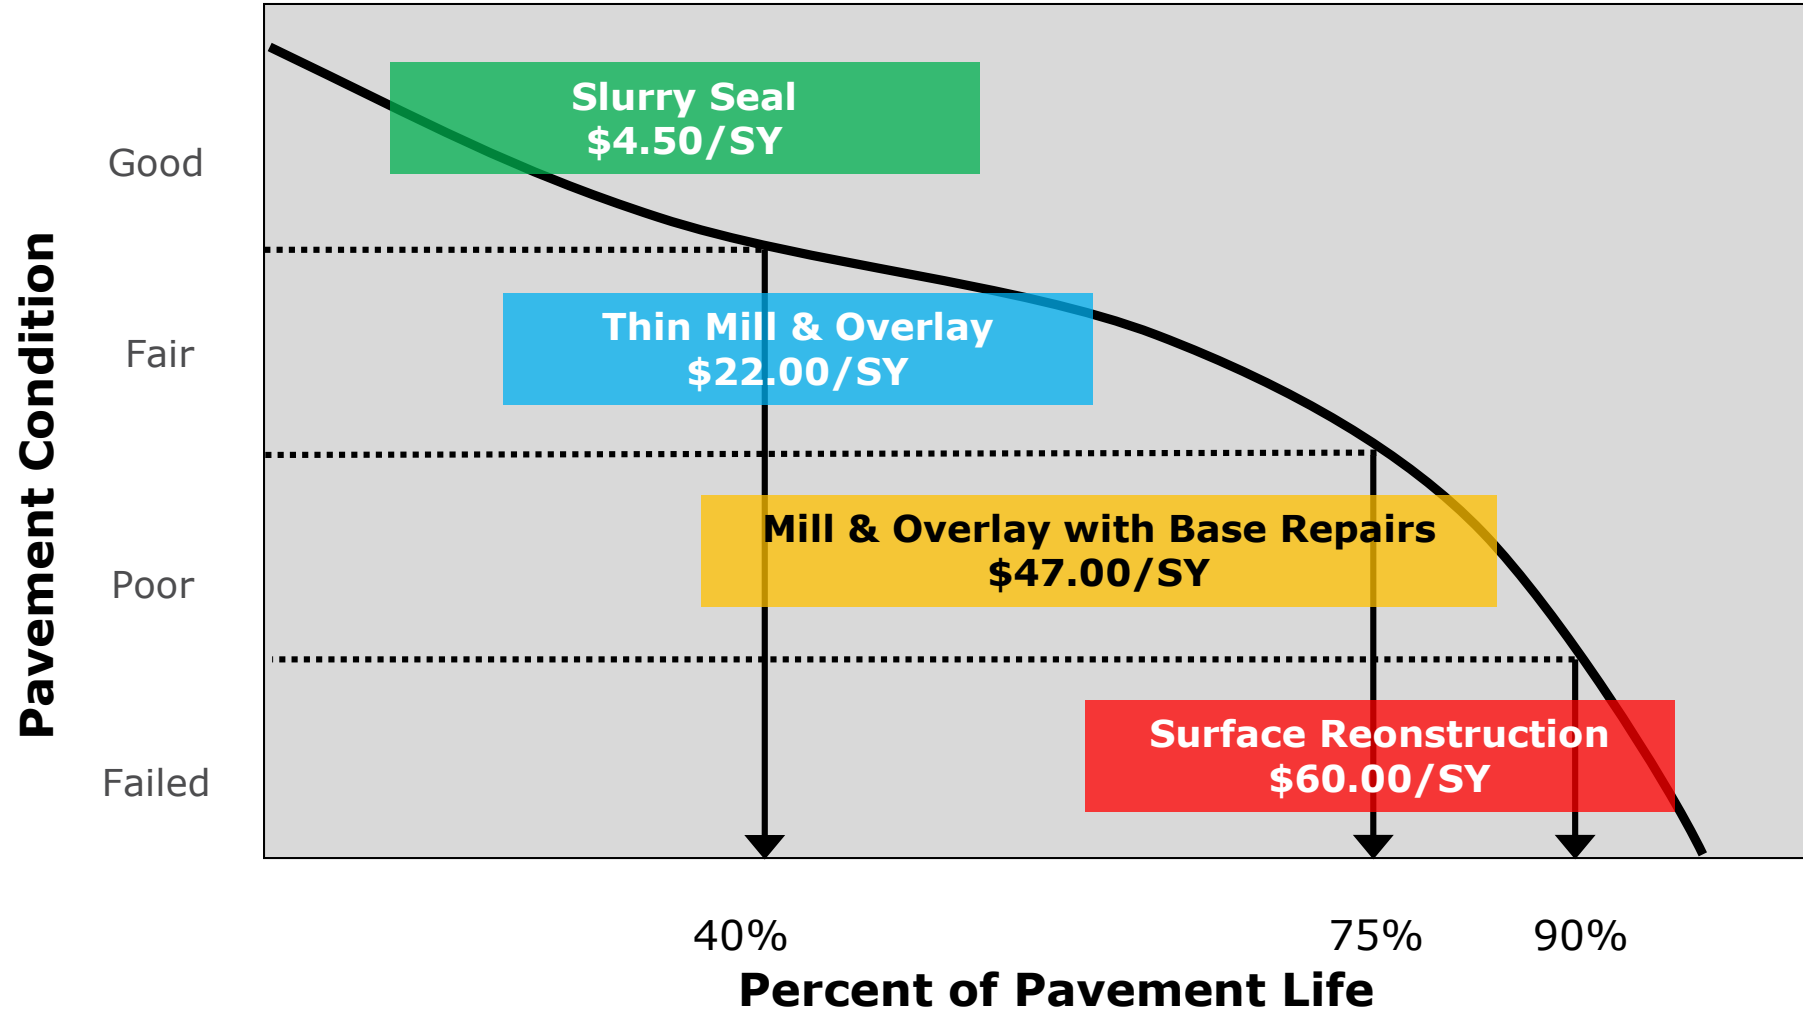 Slurry Seal
$4.50/SY
Good
Thin Mill & Overlay
$22.00/SY
Fair
Pavement Condition
Mill & Overlay with Base Repairs
$47.00/SY
Poor
Surface Reonstruction
$60.00/SY
Failed
40% 75% 90%
Percent of Pavement Life